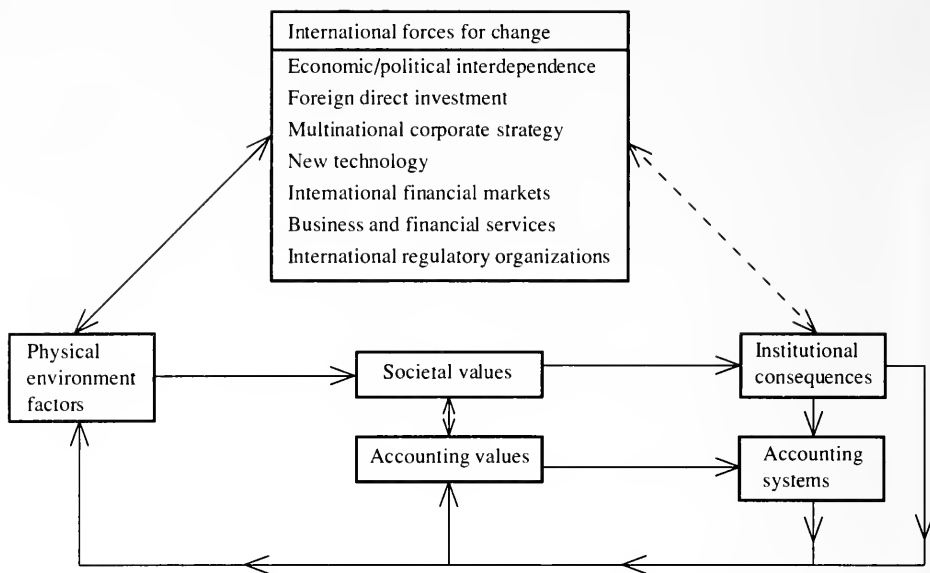 International forces for change
Economic/political interdependence
Foreign direct investment
Multinational corporate strategy
New technology
International financial markets
Business and financial services
International regulatory organizations
Physical
environment
factors
Societal values
Institutional
consequences
Accounting values
Accounting
systems